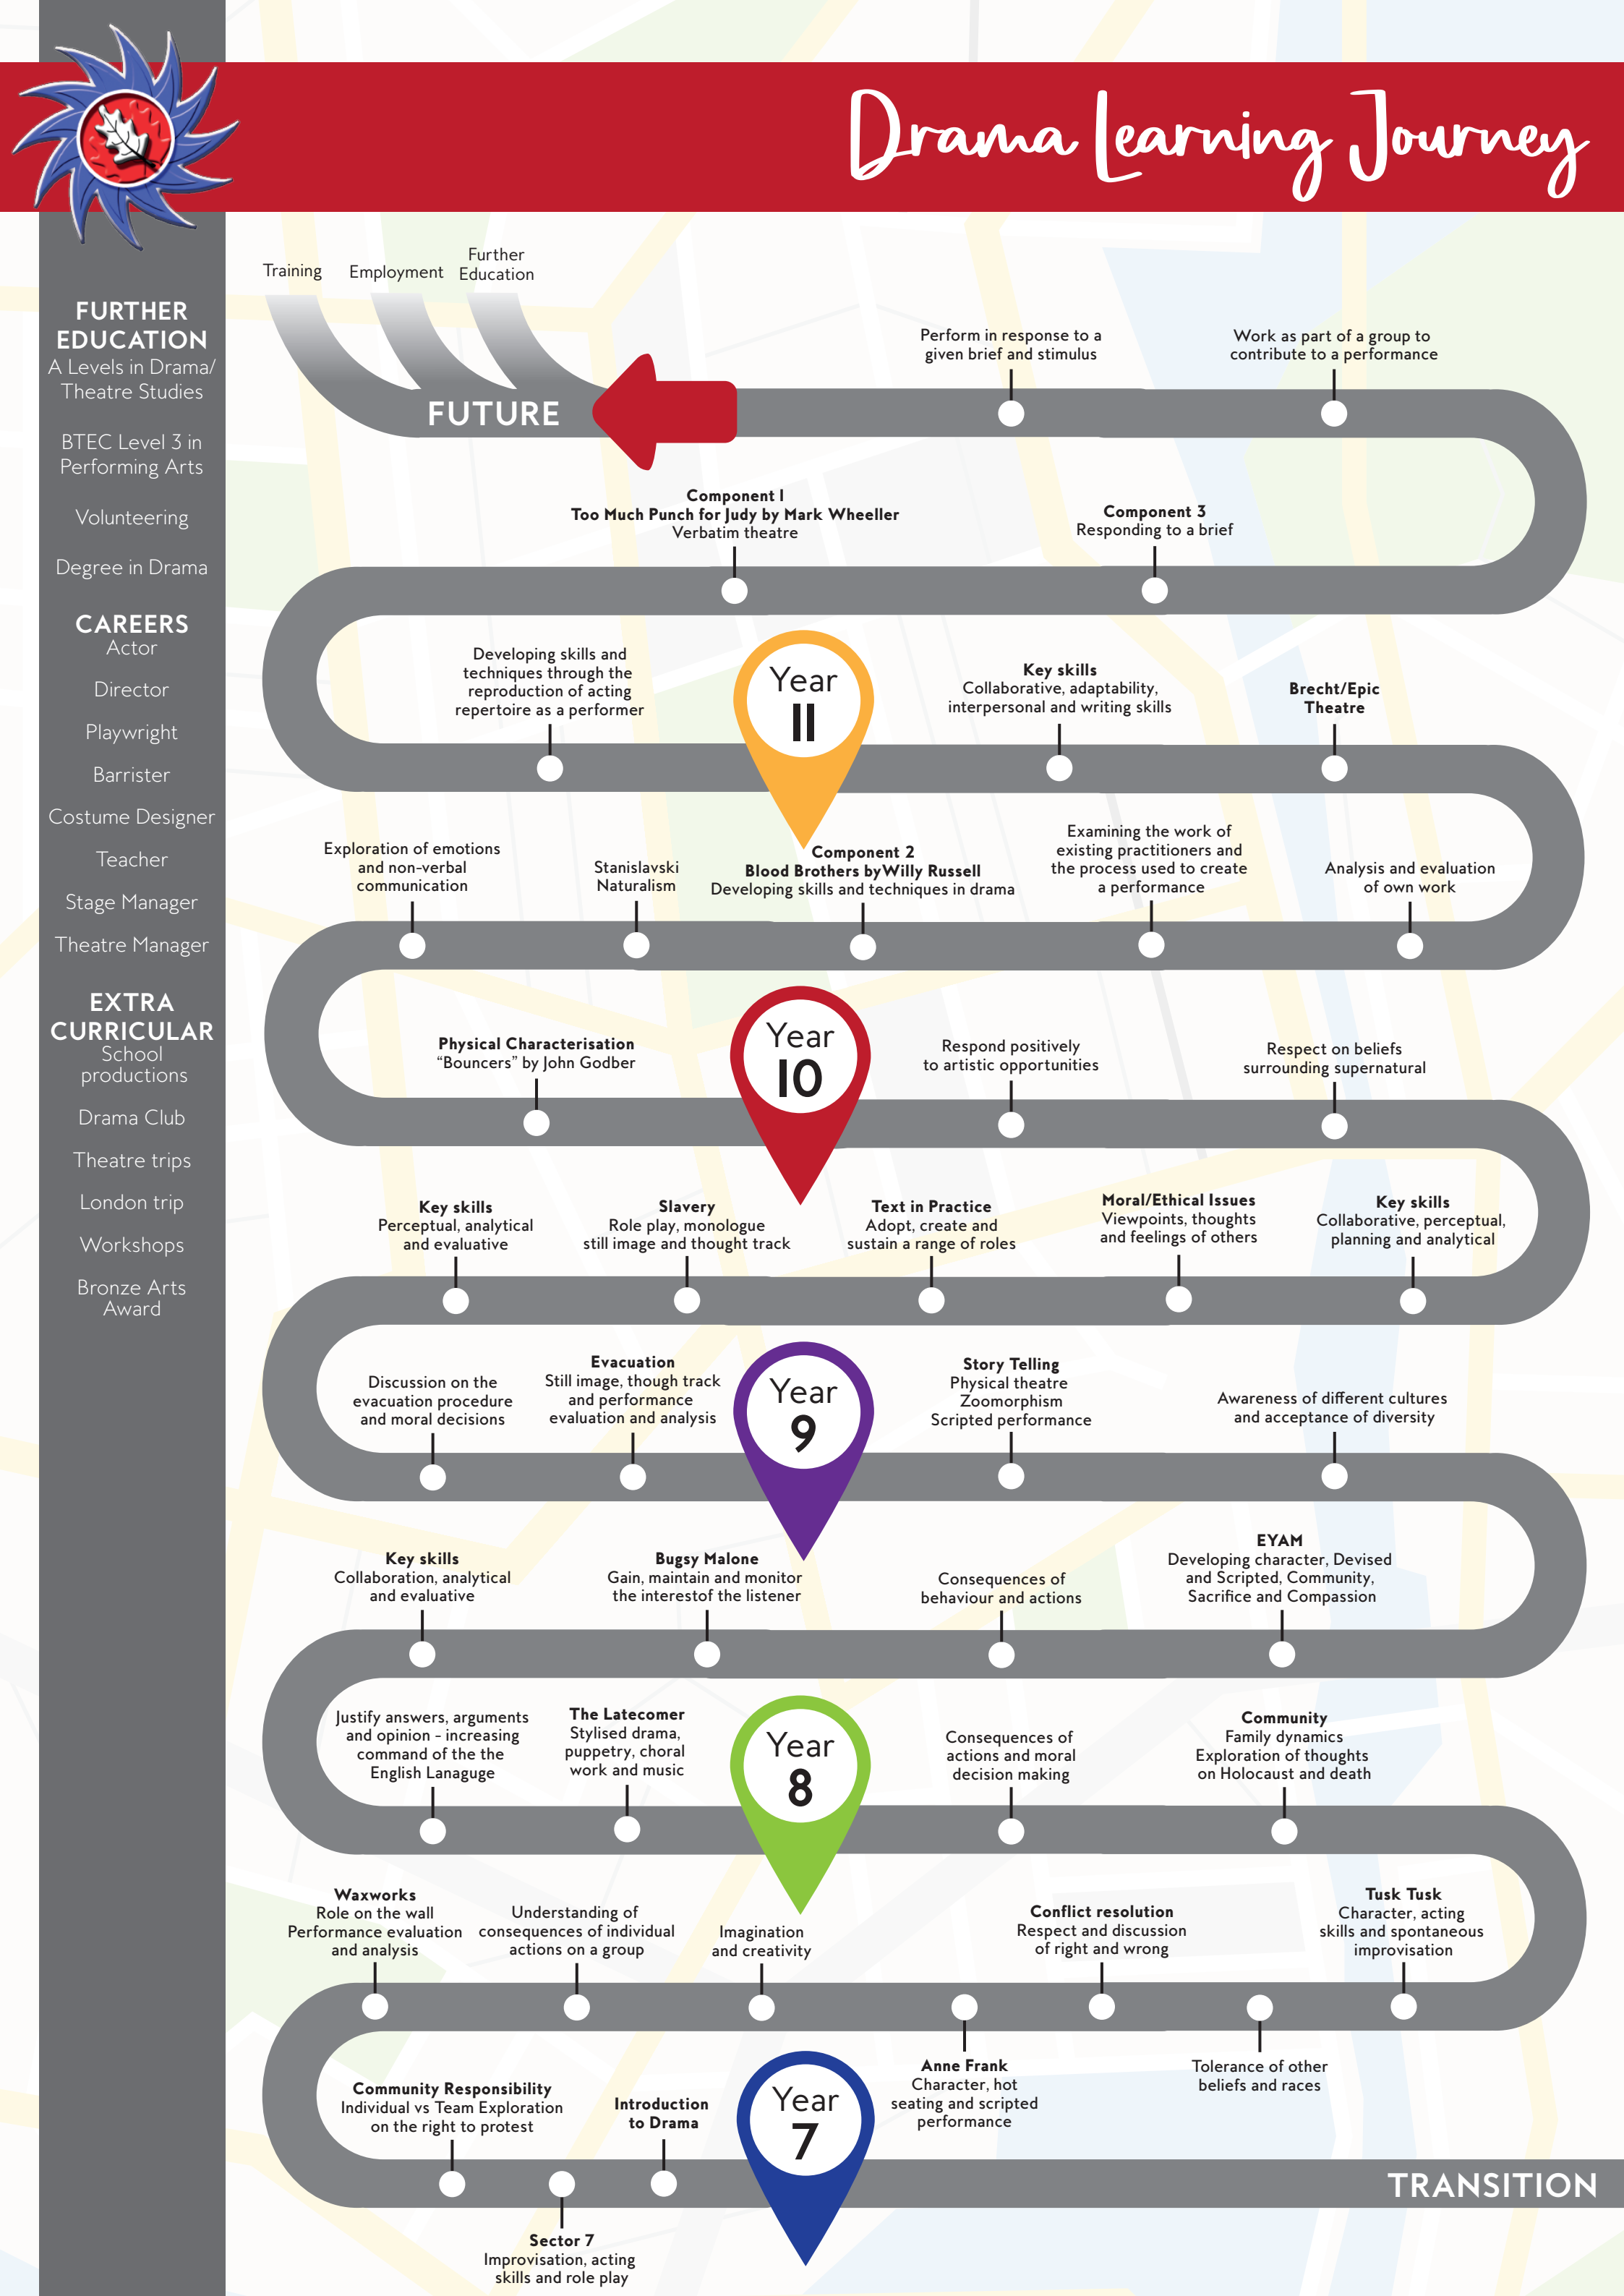 Drama Learning Journey
FURTHER
EDUCATION
A Levels in Drama/
Theatre Studies
BTEC Level 3 in
Performing Arts
Volunteering
Degree in Drama
CAREERS
Actor
Director
Playwright
Barrister
Costume Designer
Teacher
Stage Manager
Theatre Manager
EXTRA
CURRICULAR
School
productions
Drama Club
Theatre trips
London trip
Workshops
Bronze Arts
Award
Training
Employment
Further
Education
FUTURE
Perform in response to a
given brief and stimulus
Work as part of a group to
contribute to a performance
Component 1
Too Much Punch for Judy by Mark Wheeller
Verbatim theatre
Component 3
Responding to a brief
Developing skills and
techniques through the
reproduction of acting
repertoire as a performer
Year
11
Key skills
Collaborative, adaptability,
interpersonal and writing skills
Brecht/Epic
Theatre
Exploration of emotions
and non-verbal
communication
Stanislavski
Naturalism
Component 2
Blood Brothers byWilly Russell
Developing skills and techniques in drama
Examining the work of
existing practitioners and
the process used to create
a performance
Analysis and evaluation
of own work
Physical Characterisation
“Bouncers” by John Godber
Year
10
Respond positively
to artistic opportunities
Respect on beliefs
surrounding supernatural
Key skills
Perceptual, analytical
and evaluative
Slavery
Role play, monologue
still image and thought track
Text in Practice
Adopt, create and
sustain a range of roles
Moral/Ethical Issues
Viewpoints, thoughts
and feelings of others
Key skills
Collaborative, perceptual,
planning and analytical
Discussion on the
evacuation procedure
and moral decisions
Evacuation
Still image, though track
and performance
evaluation and analysis
Year
9
Story Telling
Physical theatre
Zoomorphism
Scripted performance
Awareness of different cultures
and acceptance of diversity
Key skills
Collaboration, analytical
and evaluative
Bugsy Malone
Gain, maintain and monitor
the interestof the listener
Consequences of
behaviour and actions
EYAM
Developing character, Devised
and Scripted, Community,
Sacrifice and Compassion
Justify answers, arguments
and opinion - increasing
command of the the
English Lanaguge
The Latecomer
Stylised drama,
puppetry, choral
work and music
Year
8
Consequences of
actions and moral
decision making
Community
Family dynamics
Exploration of thoughts
on Holocaust and death
Waxworks
Role on the wall
Performance evaluation
and analysis
Understanding of
consequences of individual
actions on a group
Imagination
and creativity
Conflict resolution
Respect and discussion
of right and wrong
Tusk Tusk
Character, acting
skills and spontaneous
improvisation
Anne Frank
Character, hot
seating and scripted
performance
Tolerance of other
beliefs and races
Community Responsibility
Individual vs Team Exploration
on the right to protest
Introduction
to Drama
Year
7
TRANSITION
Sector 7
Improvisation, acting
skills and role play